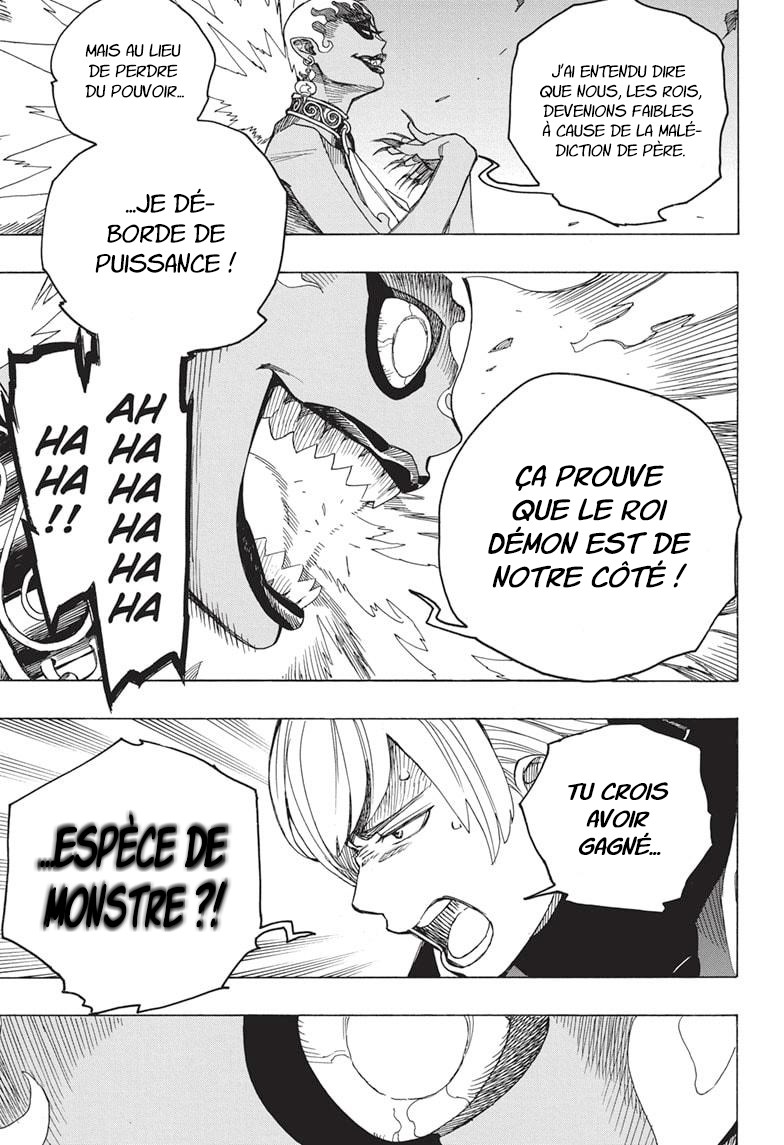 J'AI ENTENDU DIRE
QUE NOUS, LES ROIS,
DEVENIONS FAIBLES
À CAUSE DE LA MALÉ-
DICTION DE PÈRE.
MAIS AU LIEU
DE PERDRE
DU POUVOIR...
...JE DÉ-
BORDE DE
PUISSANCE !
ÇA PROUVE
QUE LE ROI
DÉMON EST DE
NOTRE CÔTÉ !
AH
HA
HA
HA
HA
HA
HA
HA
!!
TU CROIS
AVOIR
GAGNÉ...
...ESPÈCE DE
MONSTRE ?!